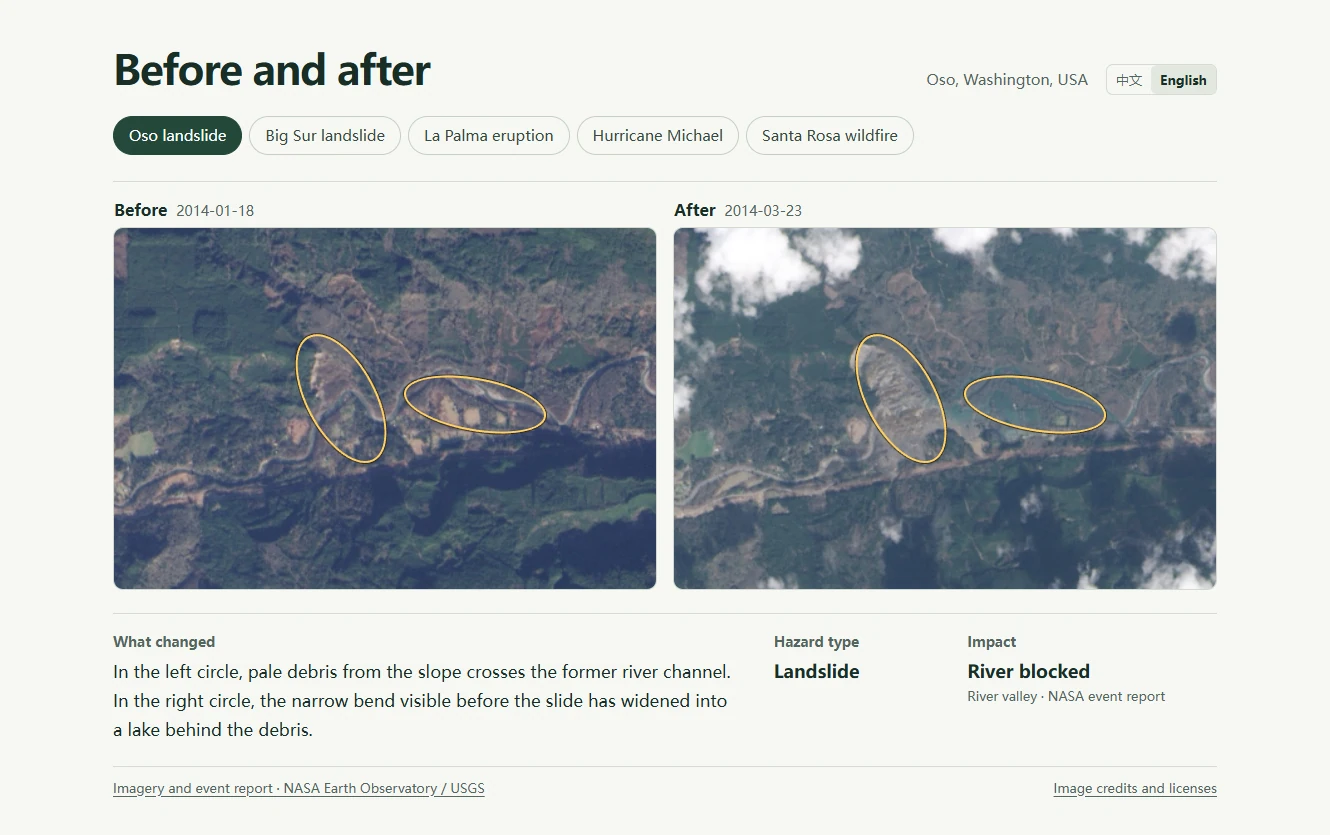 Before and after
Oso, Washington, USA
中文
English
Oso landslide
Big Sur landslide
La Palma eruption
Hurricane Michael
Santa Rosa wildfire
Before 2014-01-18
After 2014-03-23
What changed
In the left circle, pale debris from the slope crosses the former river channel.
In the right circle, the narrow bend visible before the slide has widened into
a lake behind the debris.
Hazard type
Landslide
Impact
River blocked
River valley · NASA event report
Imagery and event report · NASA Earth Observatory / USGS
Image credits and licenses